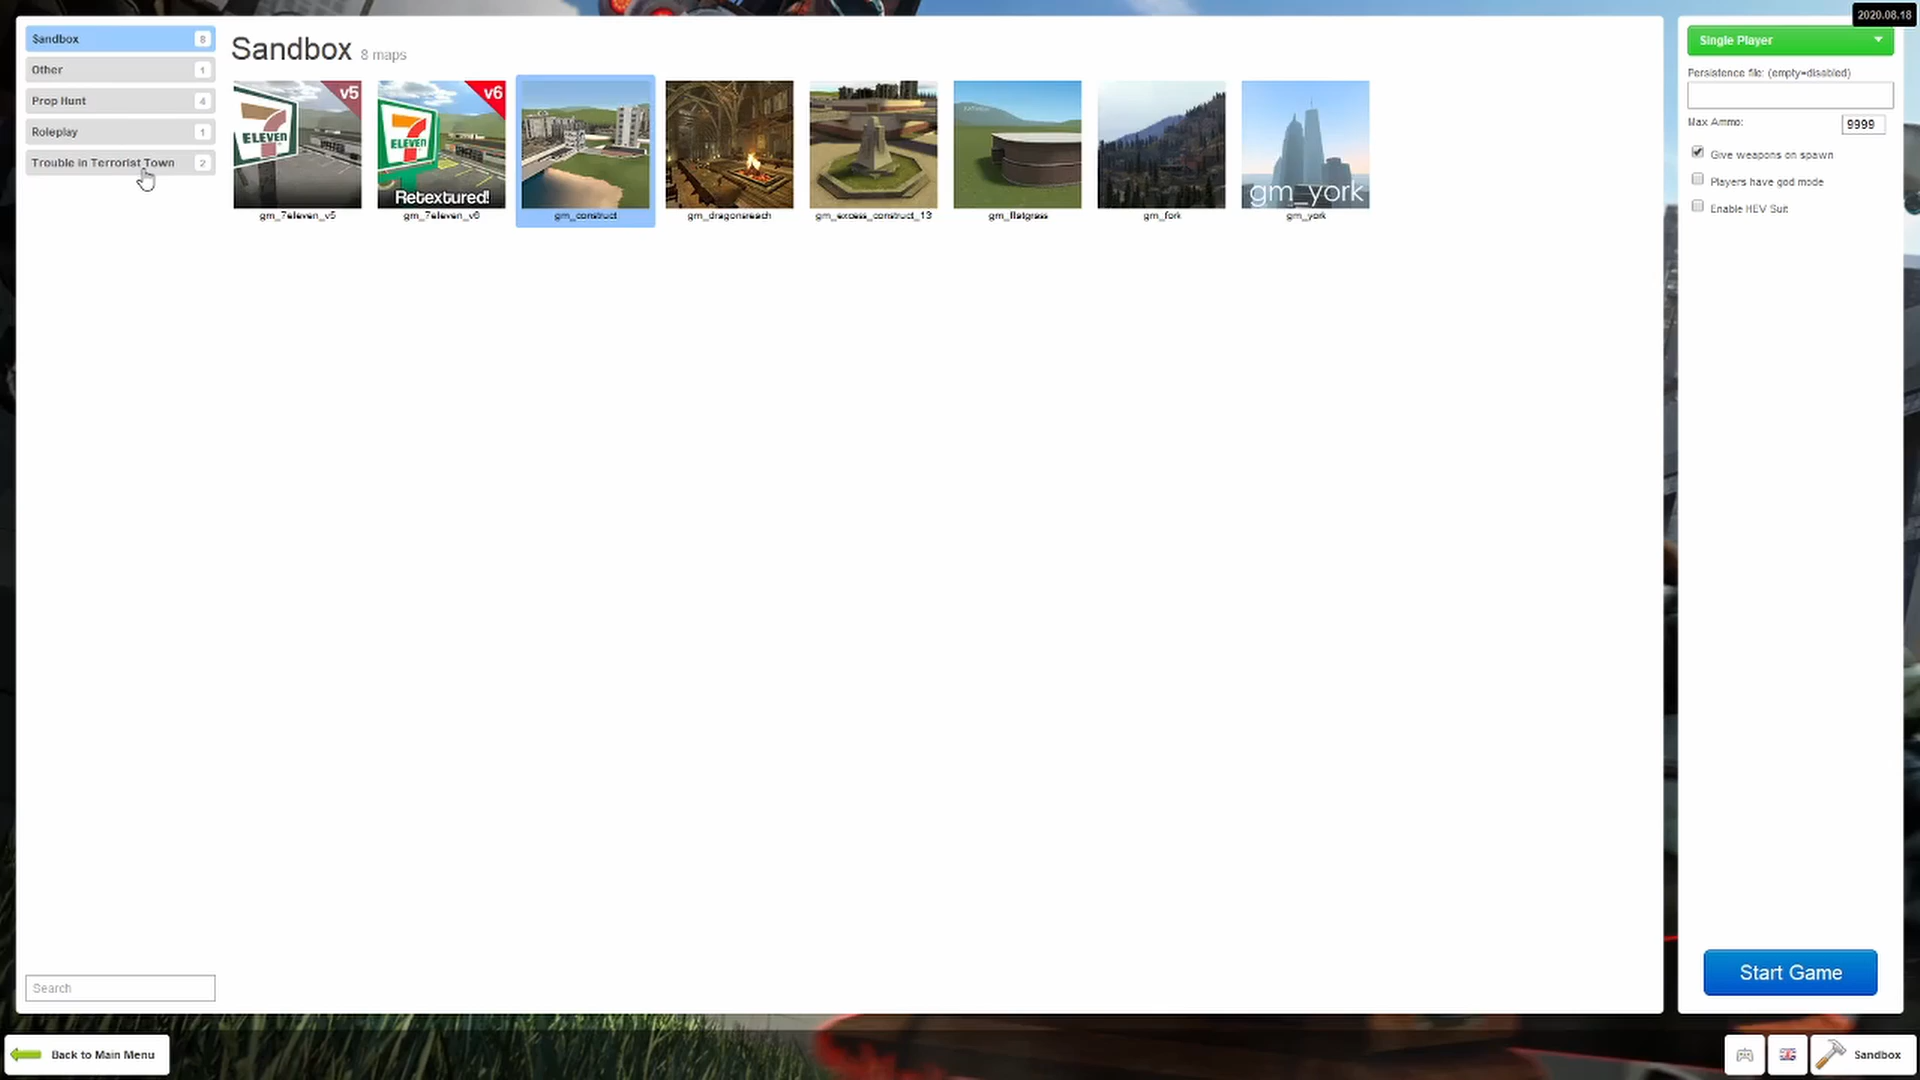 2020.08.18
Sandbox 8
Other 1
Prop Hunt 4
Roleplay 1
Trouble in Terrorist Town 2
Search
Sandbox 8 maps
7
ELEVEN
v5
gm_7eleven_v5
7
ELEVEN
v6
Retextured!
gm_7eleven_v6
gm_construct
gm_dragonsreach
gm_excess_construct_13
gm_flatgrass
gm_fork
gm_york
gm_york
Single Player
Persistence file: (empty=disabled)
Max Ammo: 9999
Give weapons on spawn
Players have god mode
Enable HEV Suit
Start Game
Back to Main Menu
Sandbox